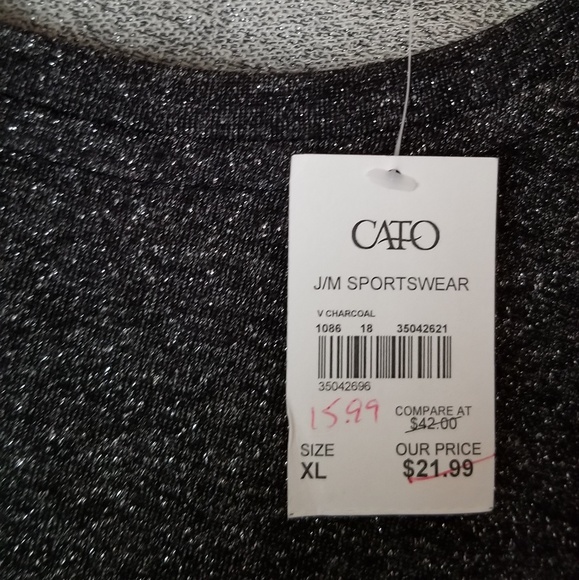 CATO
J/M SPORTSWEAR
V CHARCOAL
1086 18 35042621
35042696
15.99
COMPARE AT
$42.00
SIZE
XL
OUR PRICE
$21.99